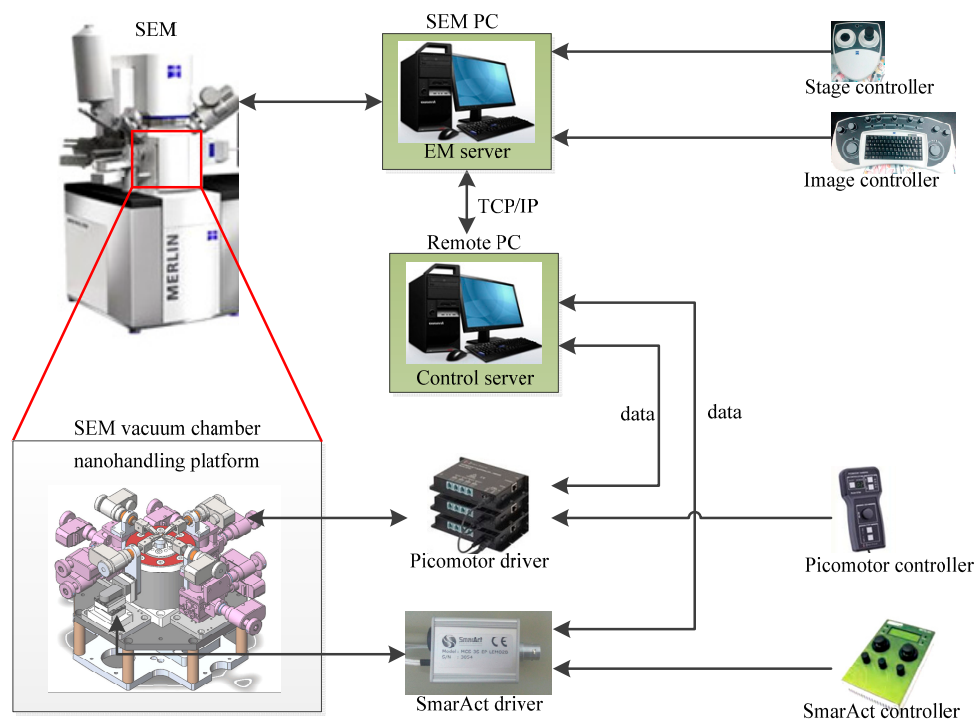 SEM
SEM PC
EM server
Stage controller
Image controller
TCP/IP
Remote PC
Control server
MERLIN
data
data
SEM vacuum chamber
nanohandling platform
Picomotor driver
Picomotor controller
SmarAct
SmarAct driver
SmarAct controller